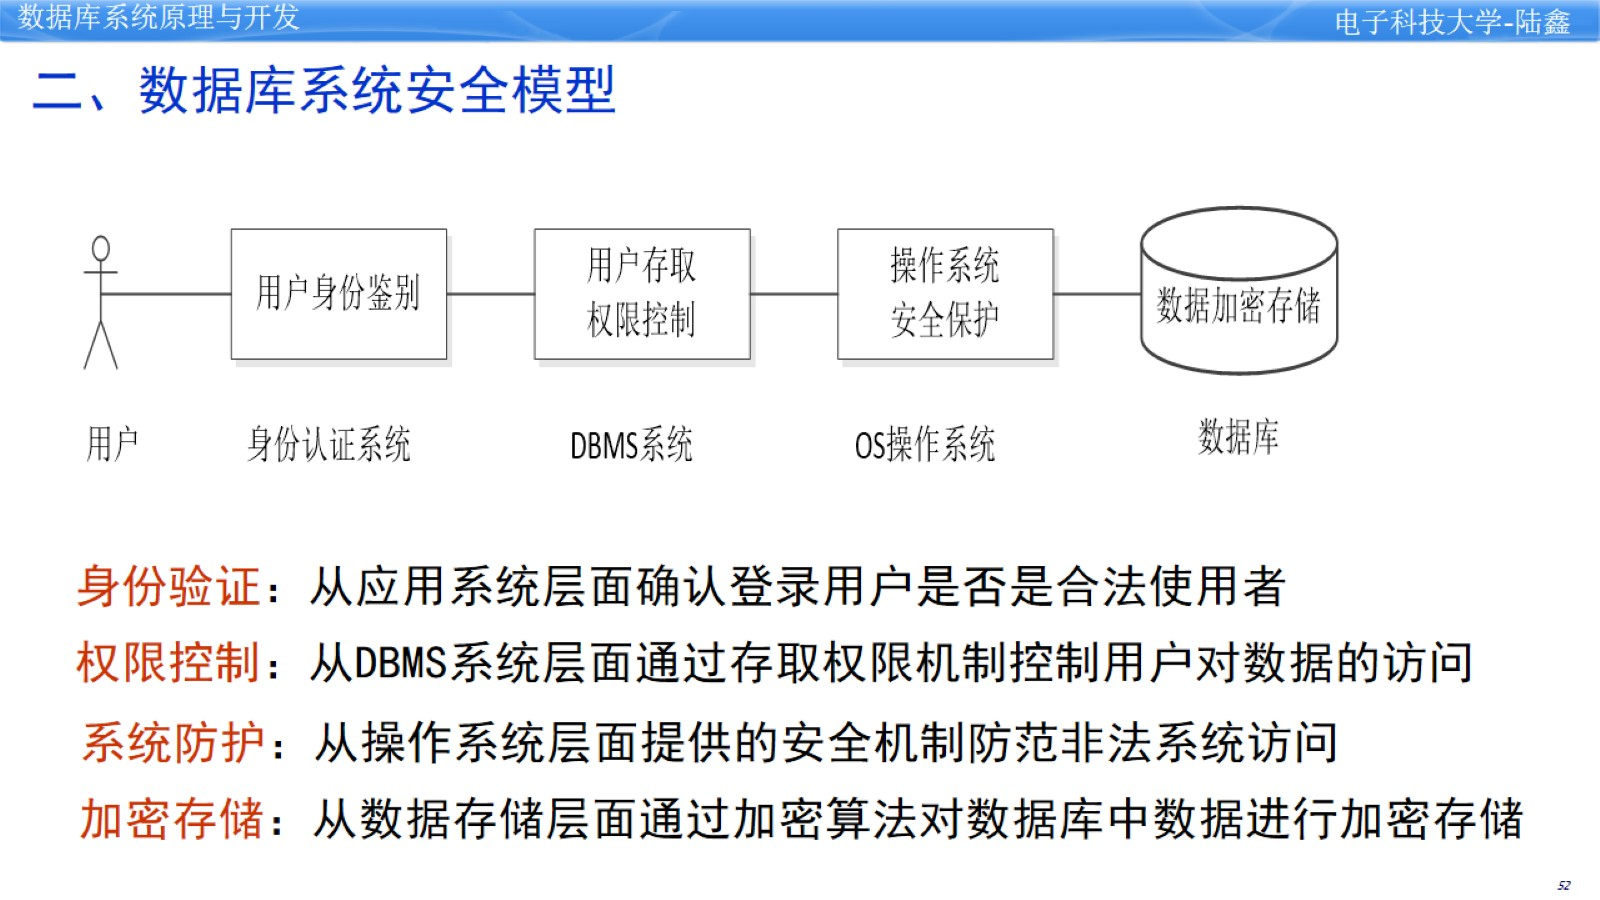 数据库系统原理与开发
电子科技大学-陆鑫
二、数据库系统安全模型
用户身份鉴别
用户存取
权限控制
操作系统
安全保护
数据加密存储
用户
身份认证系统
DBMS系统
OS操作系统
数据库
身份验证：从应用系统层面确认登录用户是否是合法使用者
权限控制：从DBMS系统层面通过存取权限机制控制用户对数据的访问
系统防护：从操作系统层面提供的安全机制防范非法系统访问
加密存储：从数据存储层面通过加密算法对数据库中数据进行加密存储
52